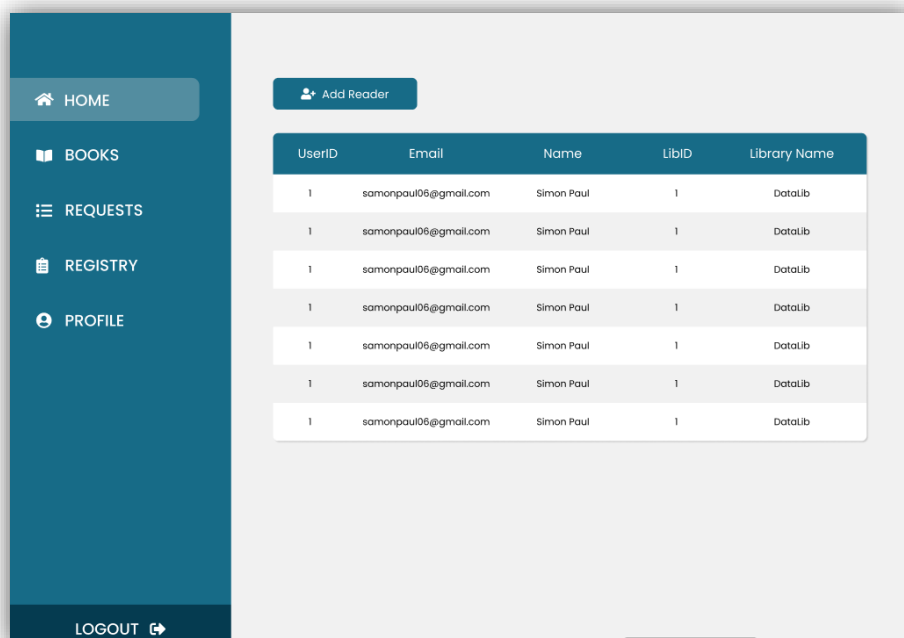 HOME
BOOKS
REQUESTS
REGISTRY
PROFILE
LOGOUT
Add Reader
UserID Email Name LibID Library Name
1 samonpaul06@gmail.com Simon Paul 1 DataLib
1 samonpaul06@gmail.com Simon Paul 1 DataLib
1 samonpaul06@gmail.com Simon Paul 1 DataLib
1 samonpaul06@gmail.com Simon Paul 1 DataLib
1 samonpaul06@gmail.com Simon Paul 1 DataLib
1 samonpaul06@gmail.com Simon Paul 1 DataLib
1 samonpaul06@gmail.com Simon Paul 1 DataLib